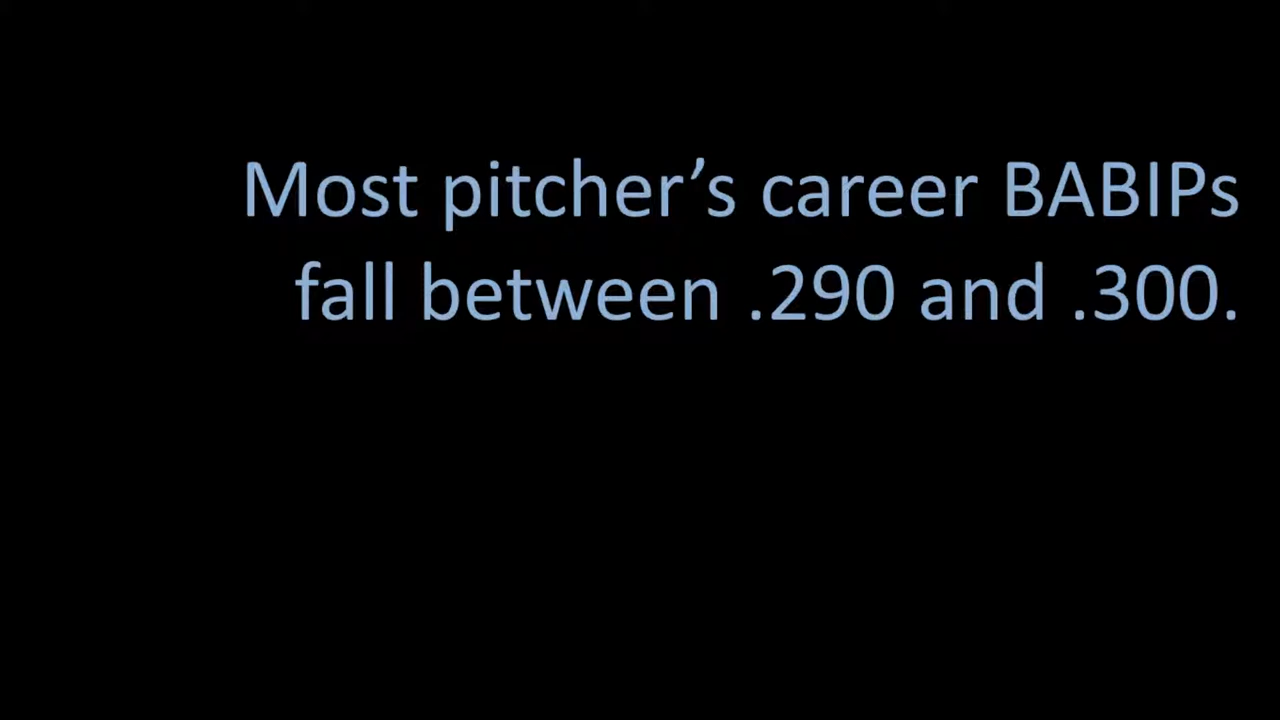 Most pitcher’s career BABIPs
fall between .290 and .300.